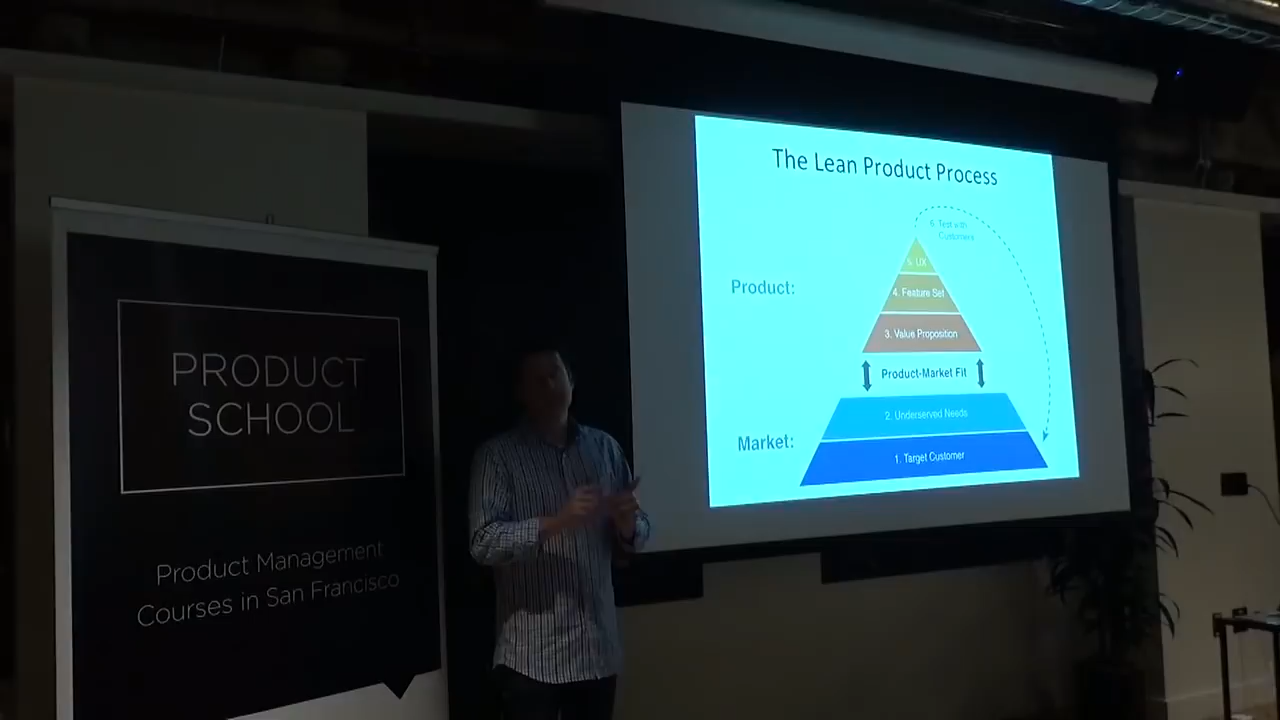 PRODUCT
SCHOOL
Product Management
Courses in San Francisco
The Lean Product Process
6. Test with
Customers
Product:
5. UX
4. Feature Set
3. Value Proposition
Product-Market Fit
Market:
2. Underserved Needs
1. Target Customer